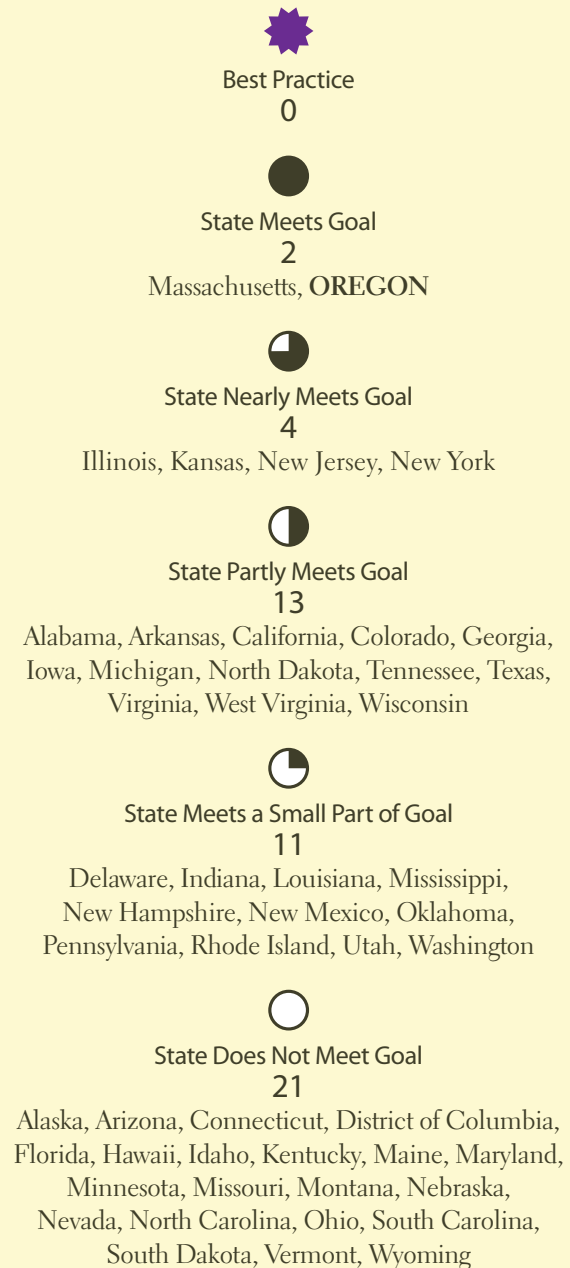 Best Practice
0
State Meets Goal
2
Massachusetts, OREGON
State Nearly Meets Goal
4
Illinois, Kansas, New Jersey, New York
State Partly Meets Goal
13
Alabama, Arkansas, California, Colorado, Georgia,
Iowa, Michigan, North Dakota, Tennessee, Texas,
Virginia, West Virginia, Wisconsin
State Meets a Small Part of Goal
11
Delaware, Indiana, Louisiana, Mississippi,
New Hampshire, New Mexico, Oklahoma,
Pennsylvania, Rhode Island, Utah, Washington
State Does Not Meet Goal
21
Alaska, Arizona, Connecticut, District of Columbia,
Florida, Hawaii, Idaho, Kentucky, Maine, Maryland,
Minnesota, Missouri, Montana, Nebraska,
Nevada, North Carolina, Ohio, South Carolina,
South Dakota, Vermont, Wyoming